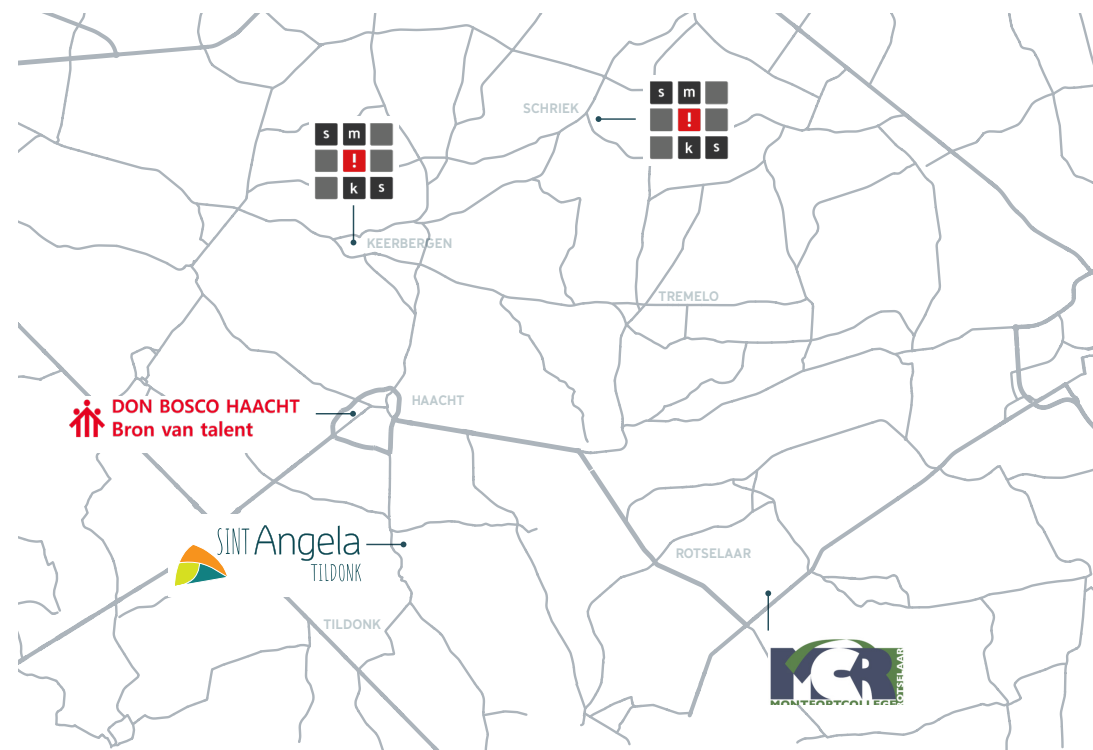 SCHRIEK
s m
!
k s
s m
!
k s
KEERBERGEN
TREMELO
HAACHT
DON BOSCO HAACHT
Bron van talent
SINT Angela
TILDONK
ROTSELAAR
TILDONK
MCR
ROTSELAAR
MONTFORTCOLLEGE